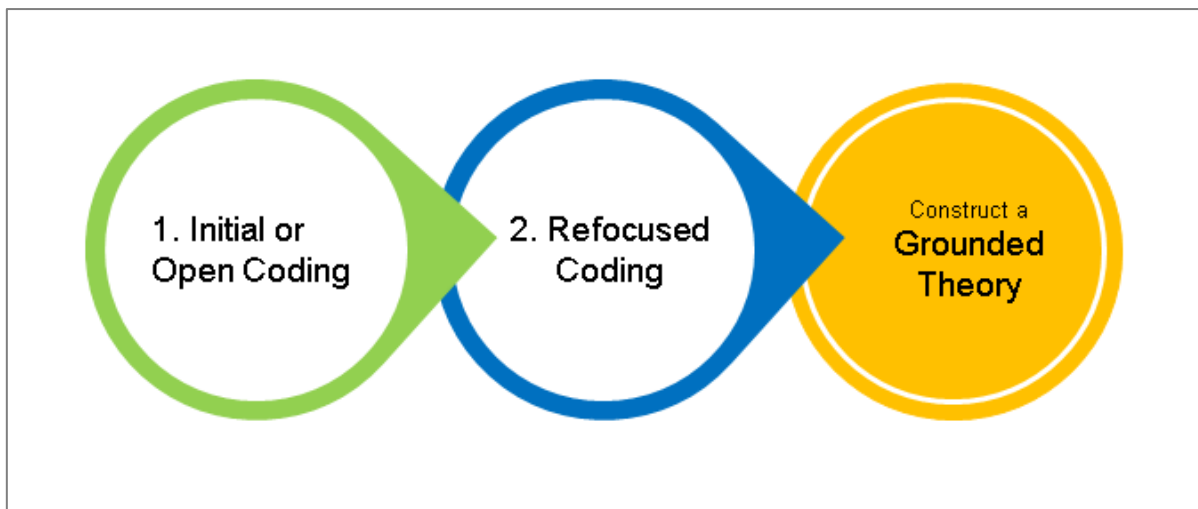 1. Initial or
Open Coding
2. Refocused
Coding
Construct a
Grounded
Theory